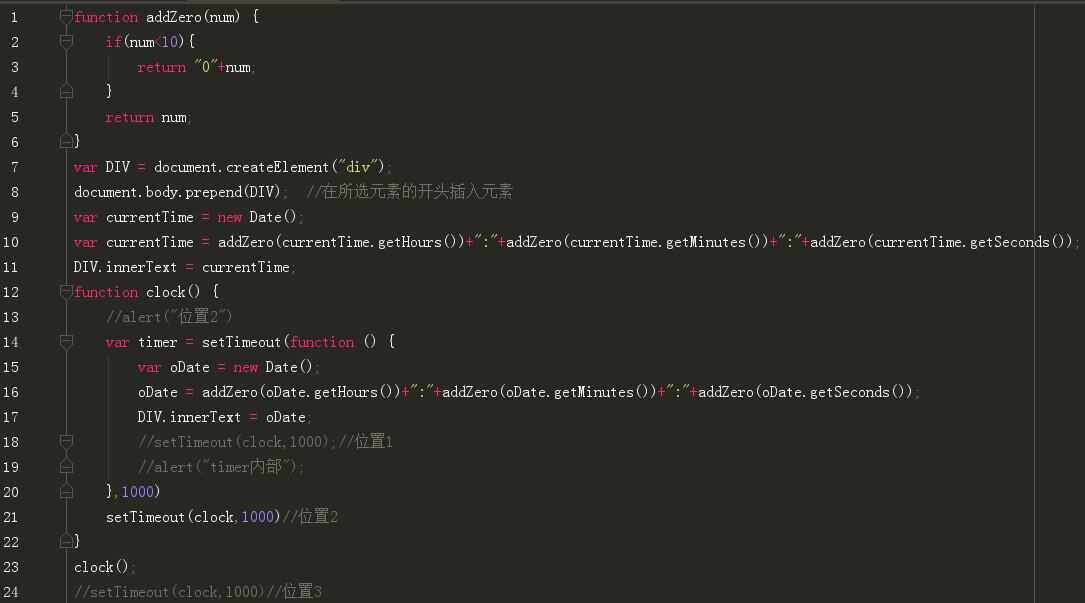 1 function addZero(num) {
2 if(num<10){
3 return "0"+num;
4 }
5 return num;
6 }
7 var DIV = document.createElement("div");
8 document.body.prepend(DIV); //在所选元素的开头插入元素
9 var currentTime = new Date();
10 var currentTime = addZero(currentTime.getHours())+":"+addZero(currentTime.getMinutes())+":"+addZero(currentTime.getSeconds());
11 DIV.innerText = currentTime;
12 function clock() {
13 //alert("位置2")
14 var timer = setTimeout(function () {
15 var oDate = new Date();
16 oDate = addZero(oDate.getHours())+":"+addZero(oDate.getMinutes())+":"+addZero(oDate.getSeconds());
17 DIV.innerText = oDate;
18 //setTimeout(clock,1000);//位置1
19 //alert("timer内部");
20 },1000)
21 setTimeout(clock,1000)//位置2
22 }
23 clock();
24 //setTimeout(clock,1000)//位置3